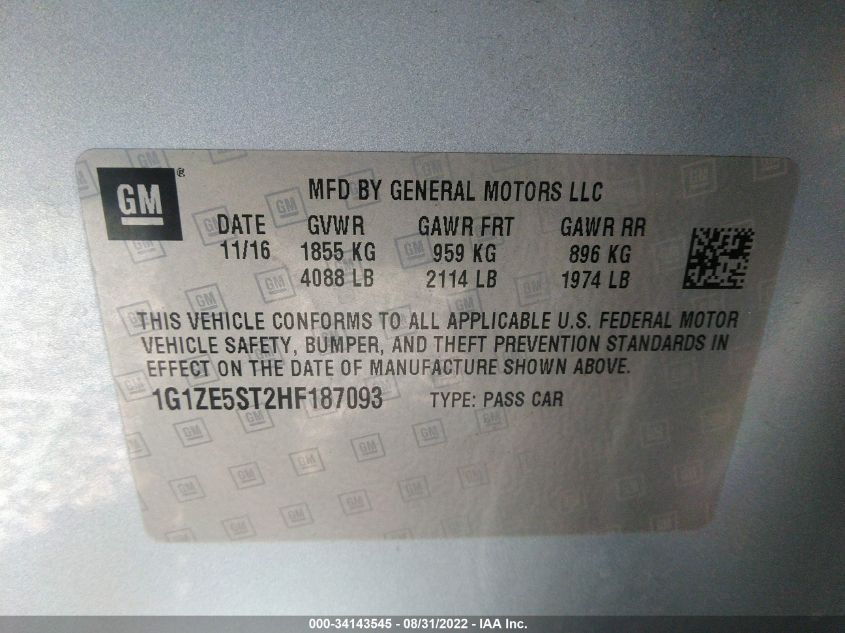 GM®
MFD BY GENERAL MOTORS LLC
DATE GVWR GAWR FRT GAWR RR
11/16 1855 KG 959 KG 896 KG
4088 LB 2114 LB 1974 LB
THIS VEHICLE CONFORMS TO ALL APPLICABLE U.S. FEDERAL MOTOR
VEHICLE SAFETY, BUMPER, AND THEFT PREVENTION STANDARDS IN
EFFECT ON THE DATE OF MANUFACTURE SHOWN ABOVE.
1G1ZE5ST2HF187093 TYPE: PASS CAR
000-34143545 - 08/31/2022 - IAA Inc.